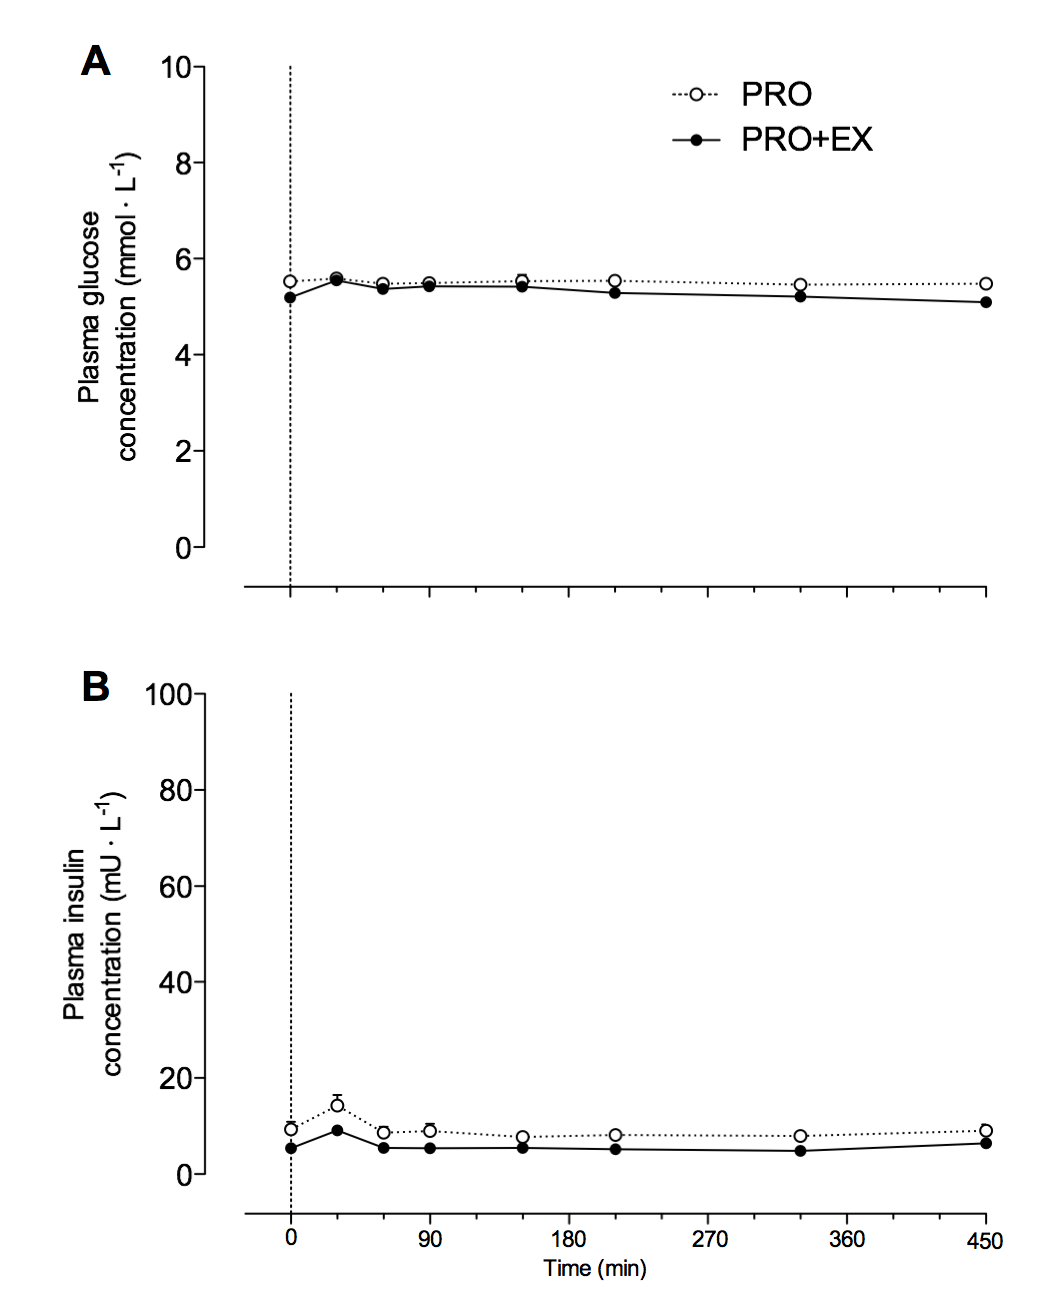 A
10
8
6
4
2
0
Plasma glucose
concentration (mmol · L⁻¹)
PRO
PRO+EX
B
100
80
60
40
20
0
Plasma insulin
concentration (mU · L⁻¹)
0 90 180 270 360 450
Time (min)